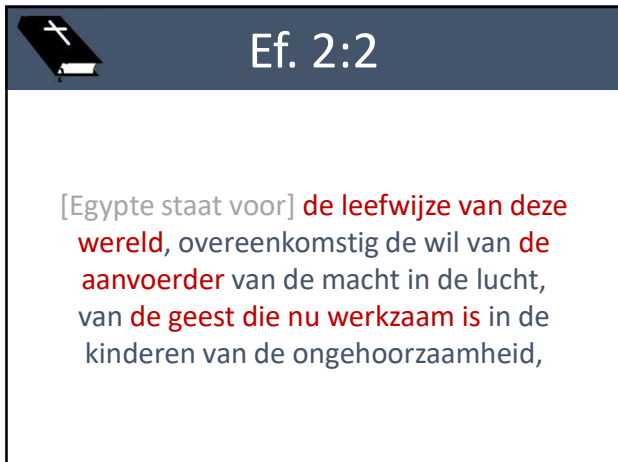 Ef. 2:2
[Egypte staat voor] de leefwijze van deze
wereld, overeenkomstig de wil van de
aanvoerder van de macht in de lucht,
van de geest die nu werkzaam is in de
kinderen van de ongehoorzaamheid,